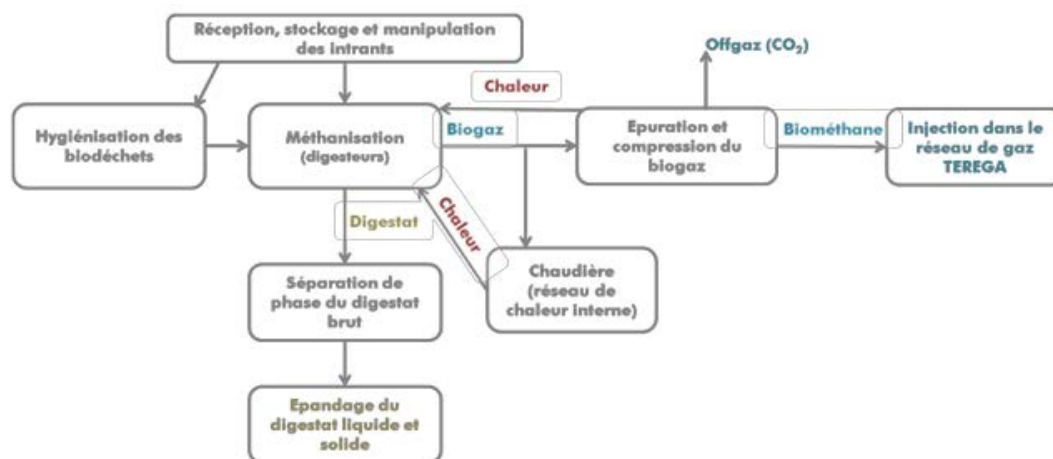 Réception, stockage et manipulation
des intrants
Offgaz (CO₂)
Chaleur
Hygiénisation des
biodéchets
Méthanisation
(digesteurs)
Biogaz
Epuration et
compression du
biogaz
Biométhane
Injection dans le
réseau de gaz
TEREGA
Digestat
Chaleur
Séparation de
phase du digestat
brut
Chaudière
(réseau de
chaleur interne)
Epandage du
digestat liquide et
solide